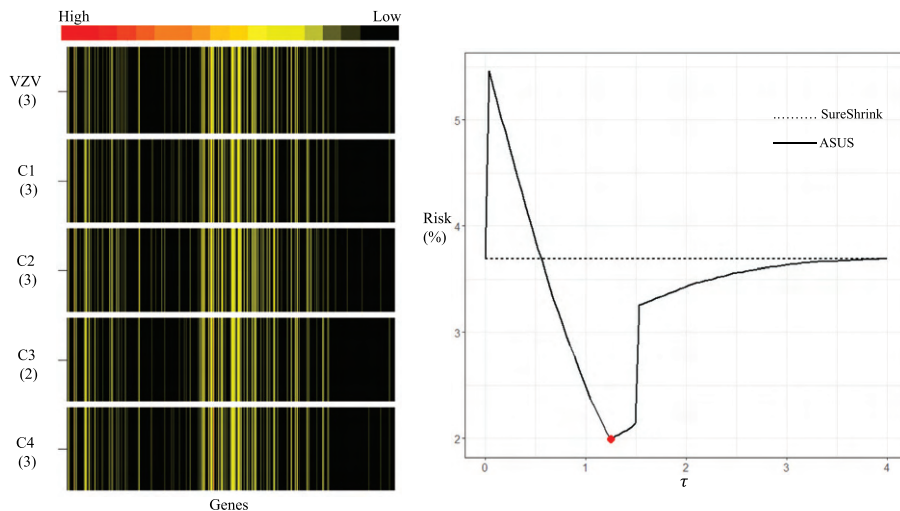 High
Low
VZV
(3)
C1
(3)
C2
(3)
C3
(2)
C4
(3)
Genes
Risk
(%)
5
4
3
2
0
1
2
3
4
τ
SureShrink
ASUS